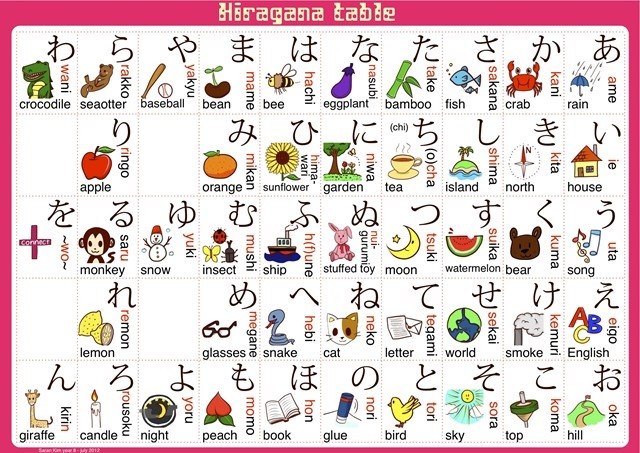 Hiragana table
わ
wani
crocodile
ら
rakko
seaotter
や
yakyu
baseball
ま
mame
bean
は
hachi
bee
な
nasubi
eggplant
た
take
bamboo
さ
sakana
fish
か
kani
crab
あ
ame
rain
り
ringo
apple
み
mikan
orange
ひ
hima-
wari
sunflower
に
niwa
garden
(chi)
ち
(o)cha
tea
し
shima
island
き
kita
north
い
ie
house
を
~wo~
connect
る
saru
monkey
ゆ
yuki
snow
む
mushi
insect
ふ
h(f)une
ship
ぬ
nui-
gurumi
stuffed toy
つ
tsuki
moon
す
suika
watermelon
く
kuma
bear
う
uta
song
れ
remon
lemon
め
megane
glasses
へ
hebi
snake
ね
neko
cat
て
tegami
letter
せ
sekai
world
け
kemuri
smoke
え
eigo
ABC
English
ん
kirin
giraffe
ろ
rousoku
candle
よ
yoru
night
も
momo
peach
ほ
hon
book
の
nori
glue
と
tori
bird
そ
sora
sky
こ
koma
top
お
oka
hill
Kim year 8 - july 2012